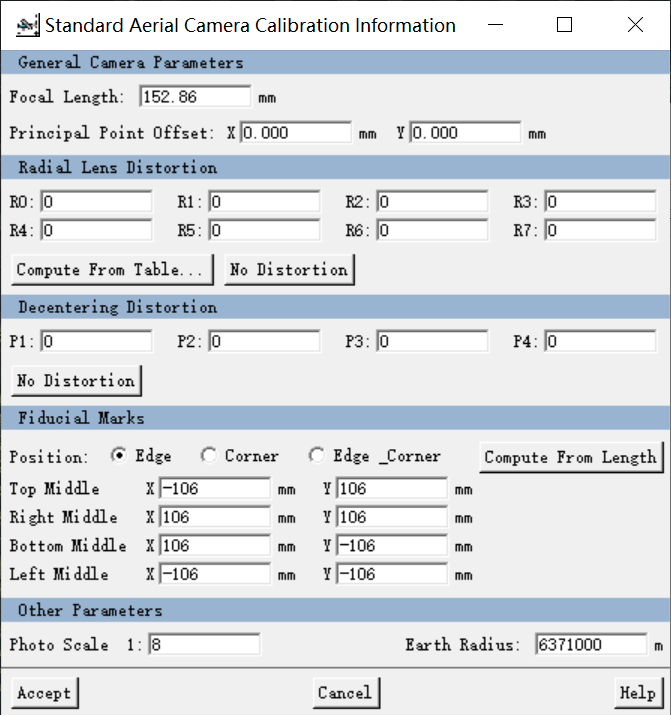 Standard Aerial Camera Calibration Information
General Camera Parameters
Focal Length: 152.86 mm
Principal Point Offset: X 0.000 mm Y 0.000 mm
Radial Lens Distortion
R0: 0 R1: 0 R2: 0 R3: 0
R4: 0 R5: 0 R6: 0 R7: 0
Compute From Table... No Distortion
Decentering Distortion
P1: 0 P2: 0 P3: 0 P4: 0
No Distortion
Fiducial Marks
Position: Edge Corner Edge _Corner Compute From Length
Top Middle X -106 mm Y 106 mm
Right Middle X 106 mm Y 106 mm
Bottom Middle X 106 mm Y -106 mm
Left Middle X -106 mm Y -106 mm
Other Parameters
Photo Scale 1: 8 Earth Radius: 6371000 m
Accept Cancel Help